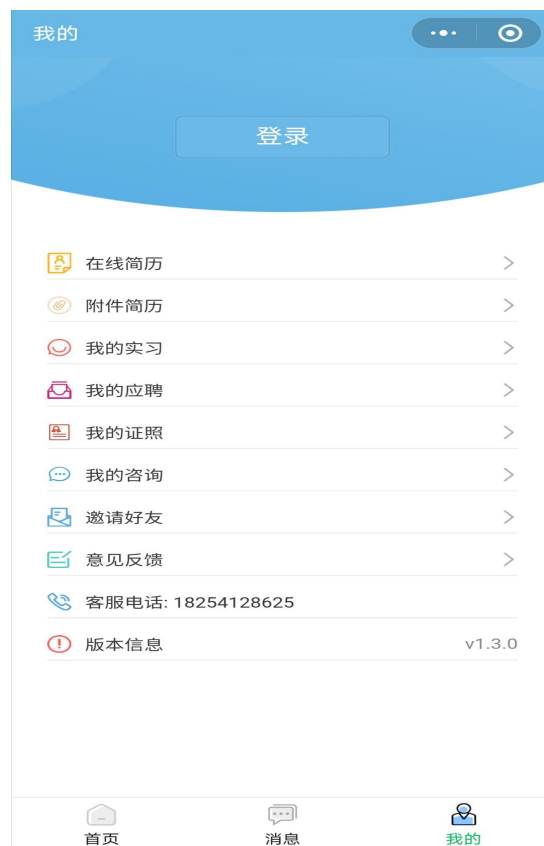 我的
登录
在线简历
附件简历
我的实习
我的应聘
我的证照
我的咨询
邀请好友
意见反馈
客服电话: 18254128625
版本信息 v1.3.0
首页 消息 我的